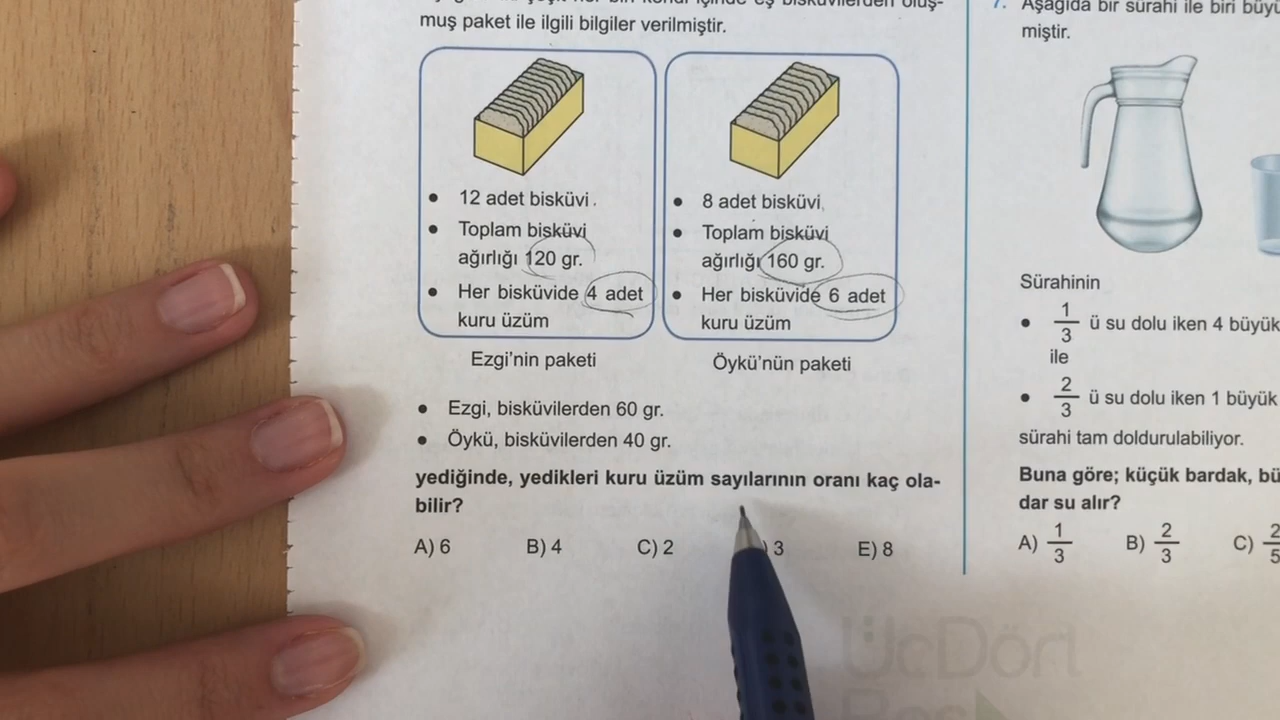 muş paket ile ilgili bilgiler verilmiştir.
• 12 adet bisküvi
• Toplam bisküvi
ağırlığı 120 gr.
• Her bisküvide 4 adet
kuru üzüm
Ezgi'nin paketi
• 8 adet bisküvi
• Toplam bisküvi
ağırlığı 160 gr.
• Her bisküvide 6 adet
kuru üzüm
Öykü'nün paketi
• Ezgi, bisküvilerden 60 gr.
• Öykü, bisküvilerden 40 gr.
yediğinde, yedikleri kuru üzüm sayılarının oranı kaç ola-
bilir?
A) 6 B) 4 C) 2 ) 3 E) 8
7. Aşağıda bir sürahi ile biri büyü
miştir.
Sürahinin
• 1/3 ü su dolu iken 4 büyük
ile
• 2/3 ü su dolu iken 1 büyük
sürahi tam doldurulabiliyor.
Buna göre; küçük bardak, bü
dar su alır?
A) 1/3 B) 2/3 C) 2/5
ÜçDört
Beş